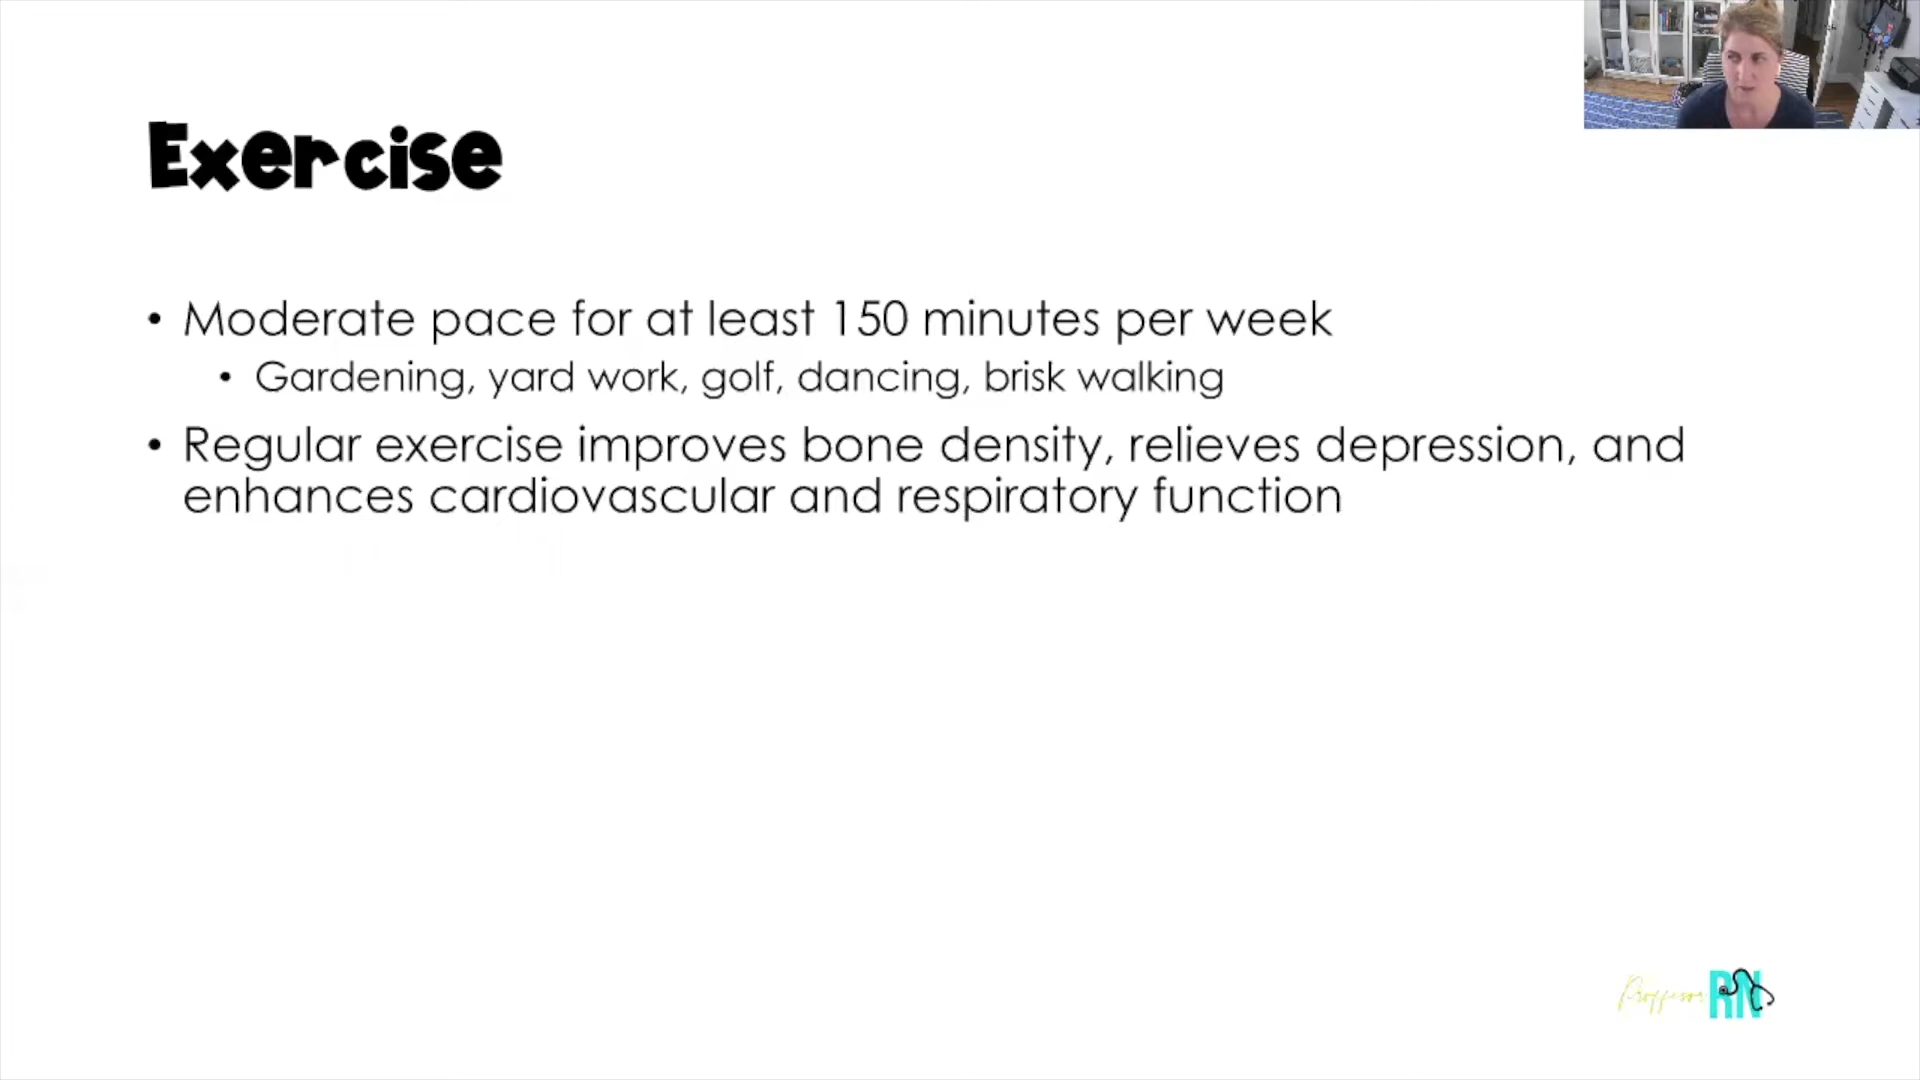 Exercise
• Moderate pace for at least 150 minutes per week
• Gardening, yard work, golf, dancing, brisk walking
• Regular exercise improves bone density, relieves depression, and
enhances cardiovascular and respiratory function
Professor RN